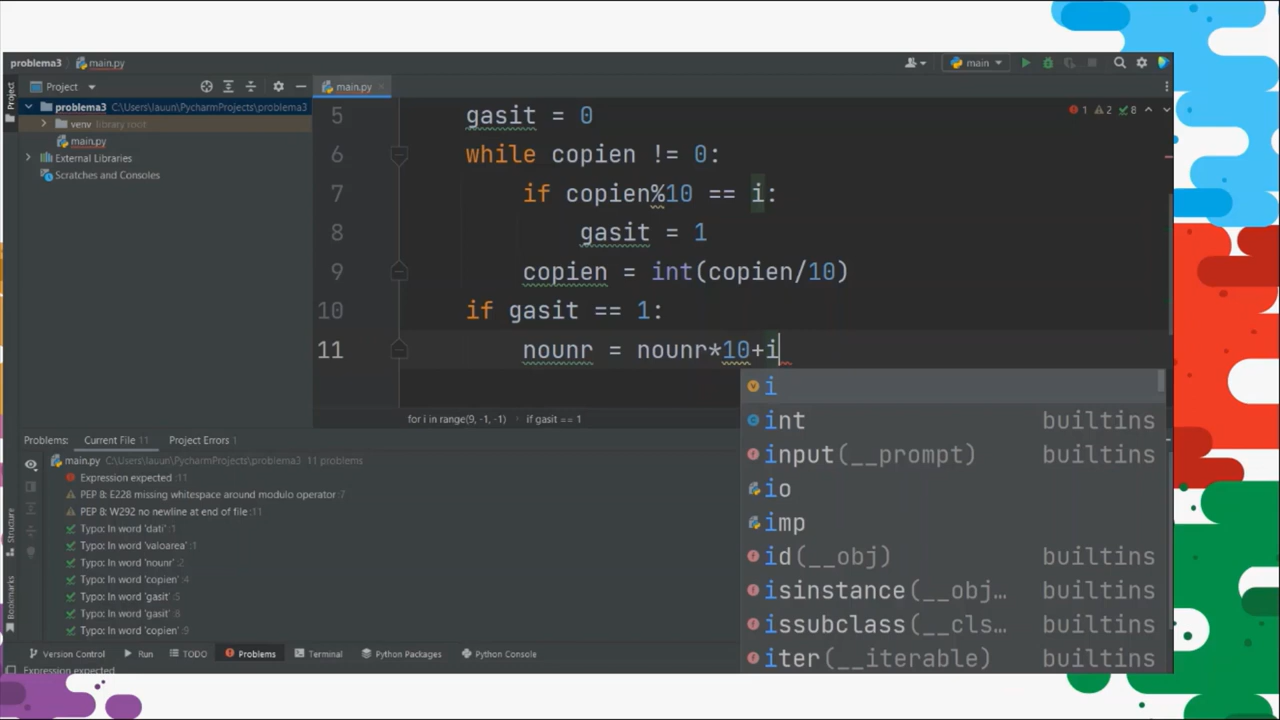 problema3 main.py
main
Project
main.py
Project
problema3 C:\Users\lauun\PycharmProjects\problema3
venv library root
main.py
External Libraries
Scratches and Consoles
1 2 8
5 gasit = 0
6 while copien != 0:
7 if copien%10 == i:
8 gasit = 1
9 copien = int(copien/10)
10 if gasit == 1:
11 nounr = nounr*10+i
i
int builtins
input(__prompt) builtins
io
imp
id(__obj) builtins
isinstance(__obj… builtins
issubclass(__cls… builtins
iter(__iterable) builtins
for i in range(9, -1, -1) › if gasit == 1
Problems: Current File 11 Project Errors 1
main.py C:\Users\lauun\PycharmProjects\problema3 11 problems
Expression expected :11
PEP 8: E228 missing whitespace around modulo operator :7
PEP 8: W292 no newline at end of file :11
Typo: In word 'dati' :1
Typo: In word 'valoarea' :1
Typo: In word 'nounr' :2
Typo: In word 'copien' :4
Typo: In word 'gasit' :5
Typo: In word 'gasit' :8
Typo: In word 'copien' :9
Structure
Bookmarks
Version Control Run TODO Problems Terminal Python Packages Python Console
Expression expected